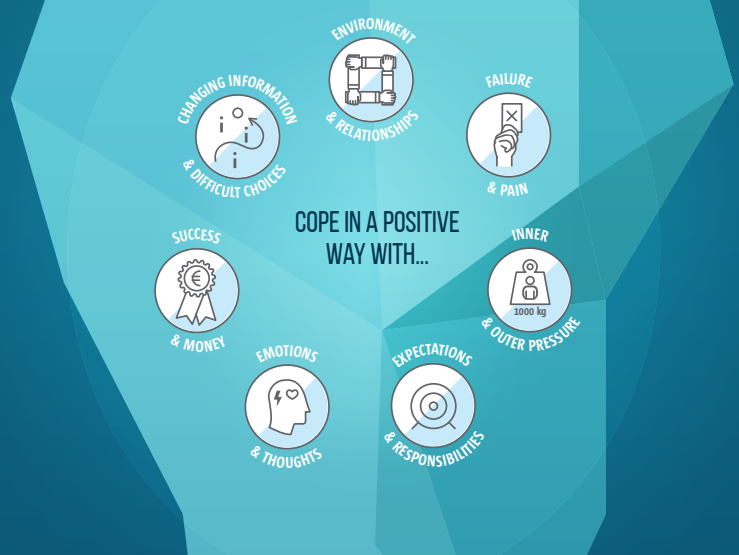 ENVIRONMENT
& RELATIONSHIPS
FAILURE
& PAIN
INNER
1000 kg
& OUTER PRESSURE
EXPECTATIONS
& RESPONSIBILITIES
EMOTIONS
& THOUGHTS
SUCCESS
€
& MONEY
CHANGING INFORMATION
i
i
i
& DIFFICULT CHOICES
COPE IN A POSITIVE
WAY WITH...